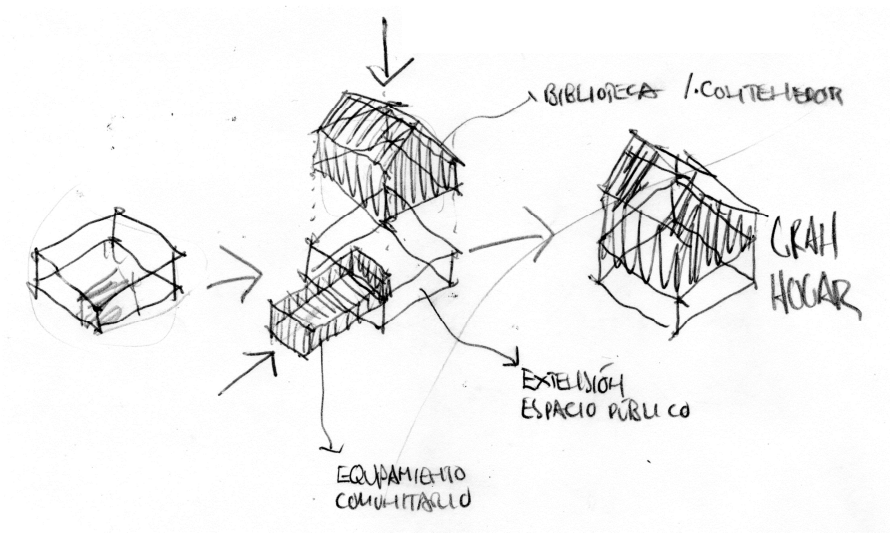 BIBLIOTECA /.CONTENEDOR
GRAN
HOGAR
EXTENSIÓN
ESPACIO PÚBLICO
EQUIPAMIENTO
COMUNITARIO